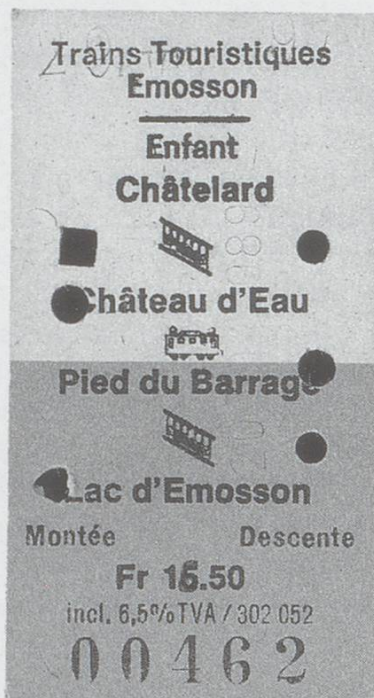 Trains Touristiques
Emosson
Enfant
Châtelard
Château d'Eau
Pied du Barrage
Lac d'Emosson
Montée Descente
Fr .50
incl. 6,5% TVA / 302 052
00462